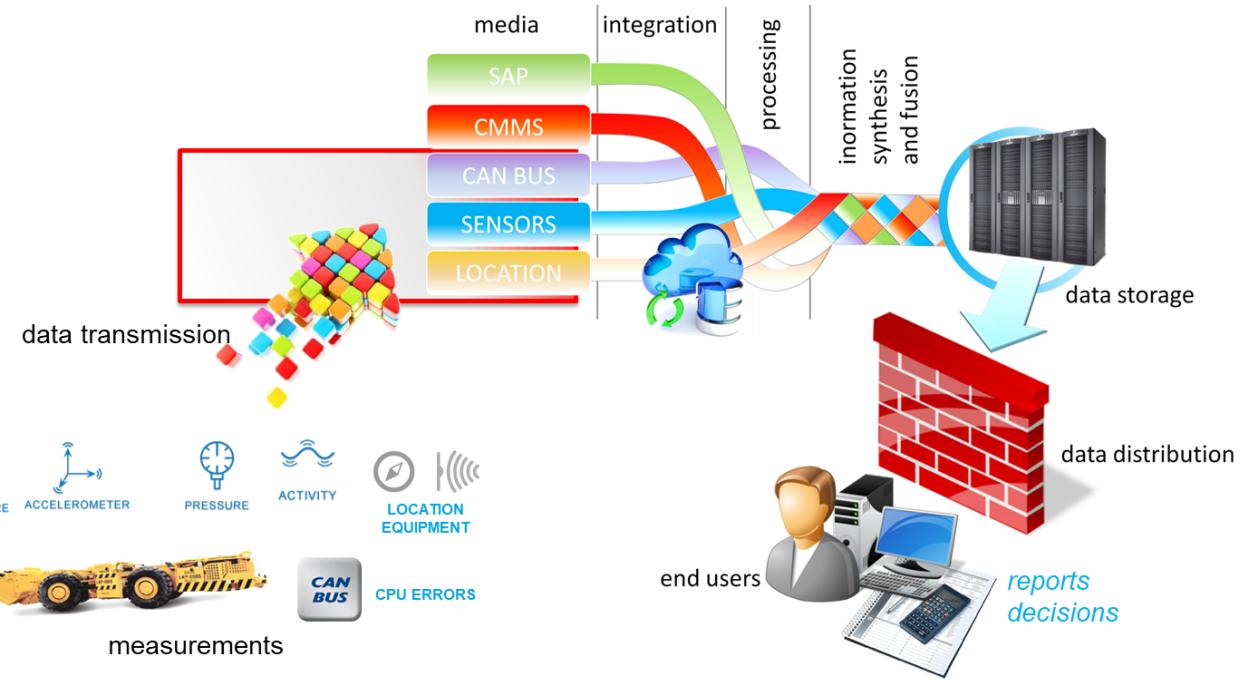 media
integration
processing
inormation
synthesis
and fusion
SAP
CMMS
CAN BUS
SENSORS
LOCATION
data storage
data transmission
data distribution
RE
ACCELEROMETER
PRESSURE
ACTIVITY
LOCATION
EQUIPMENT
CAN
BUS
CPU ERRORS
measurements
end users
reports
decisions